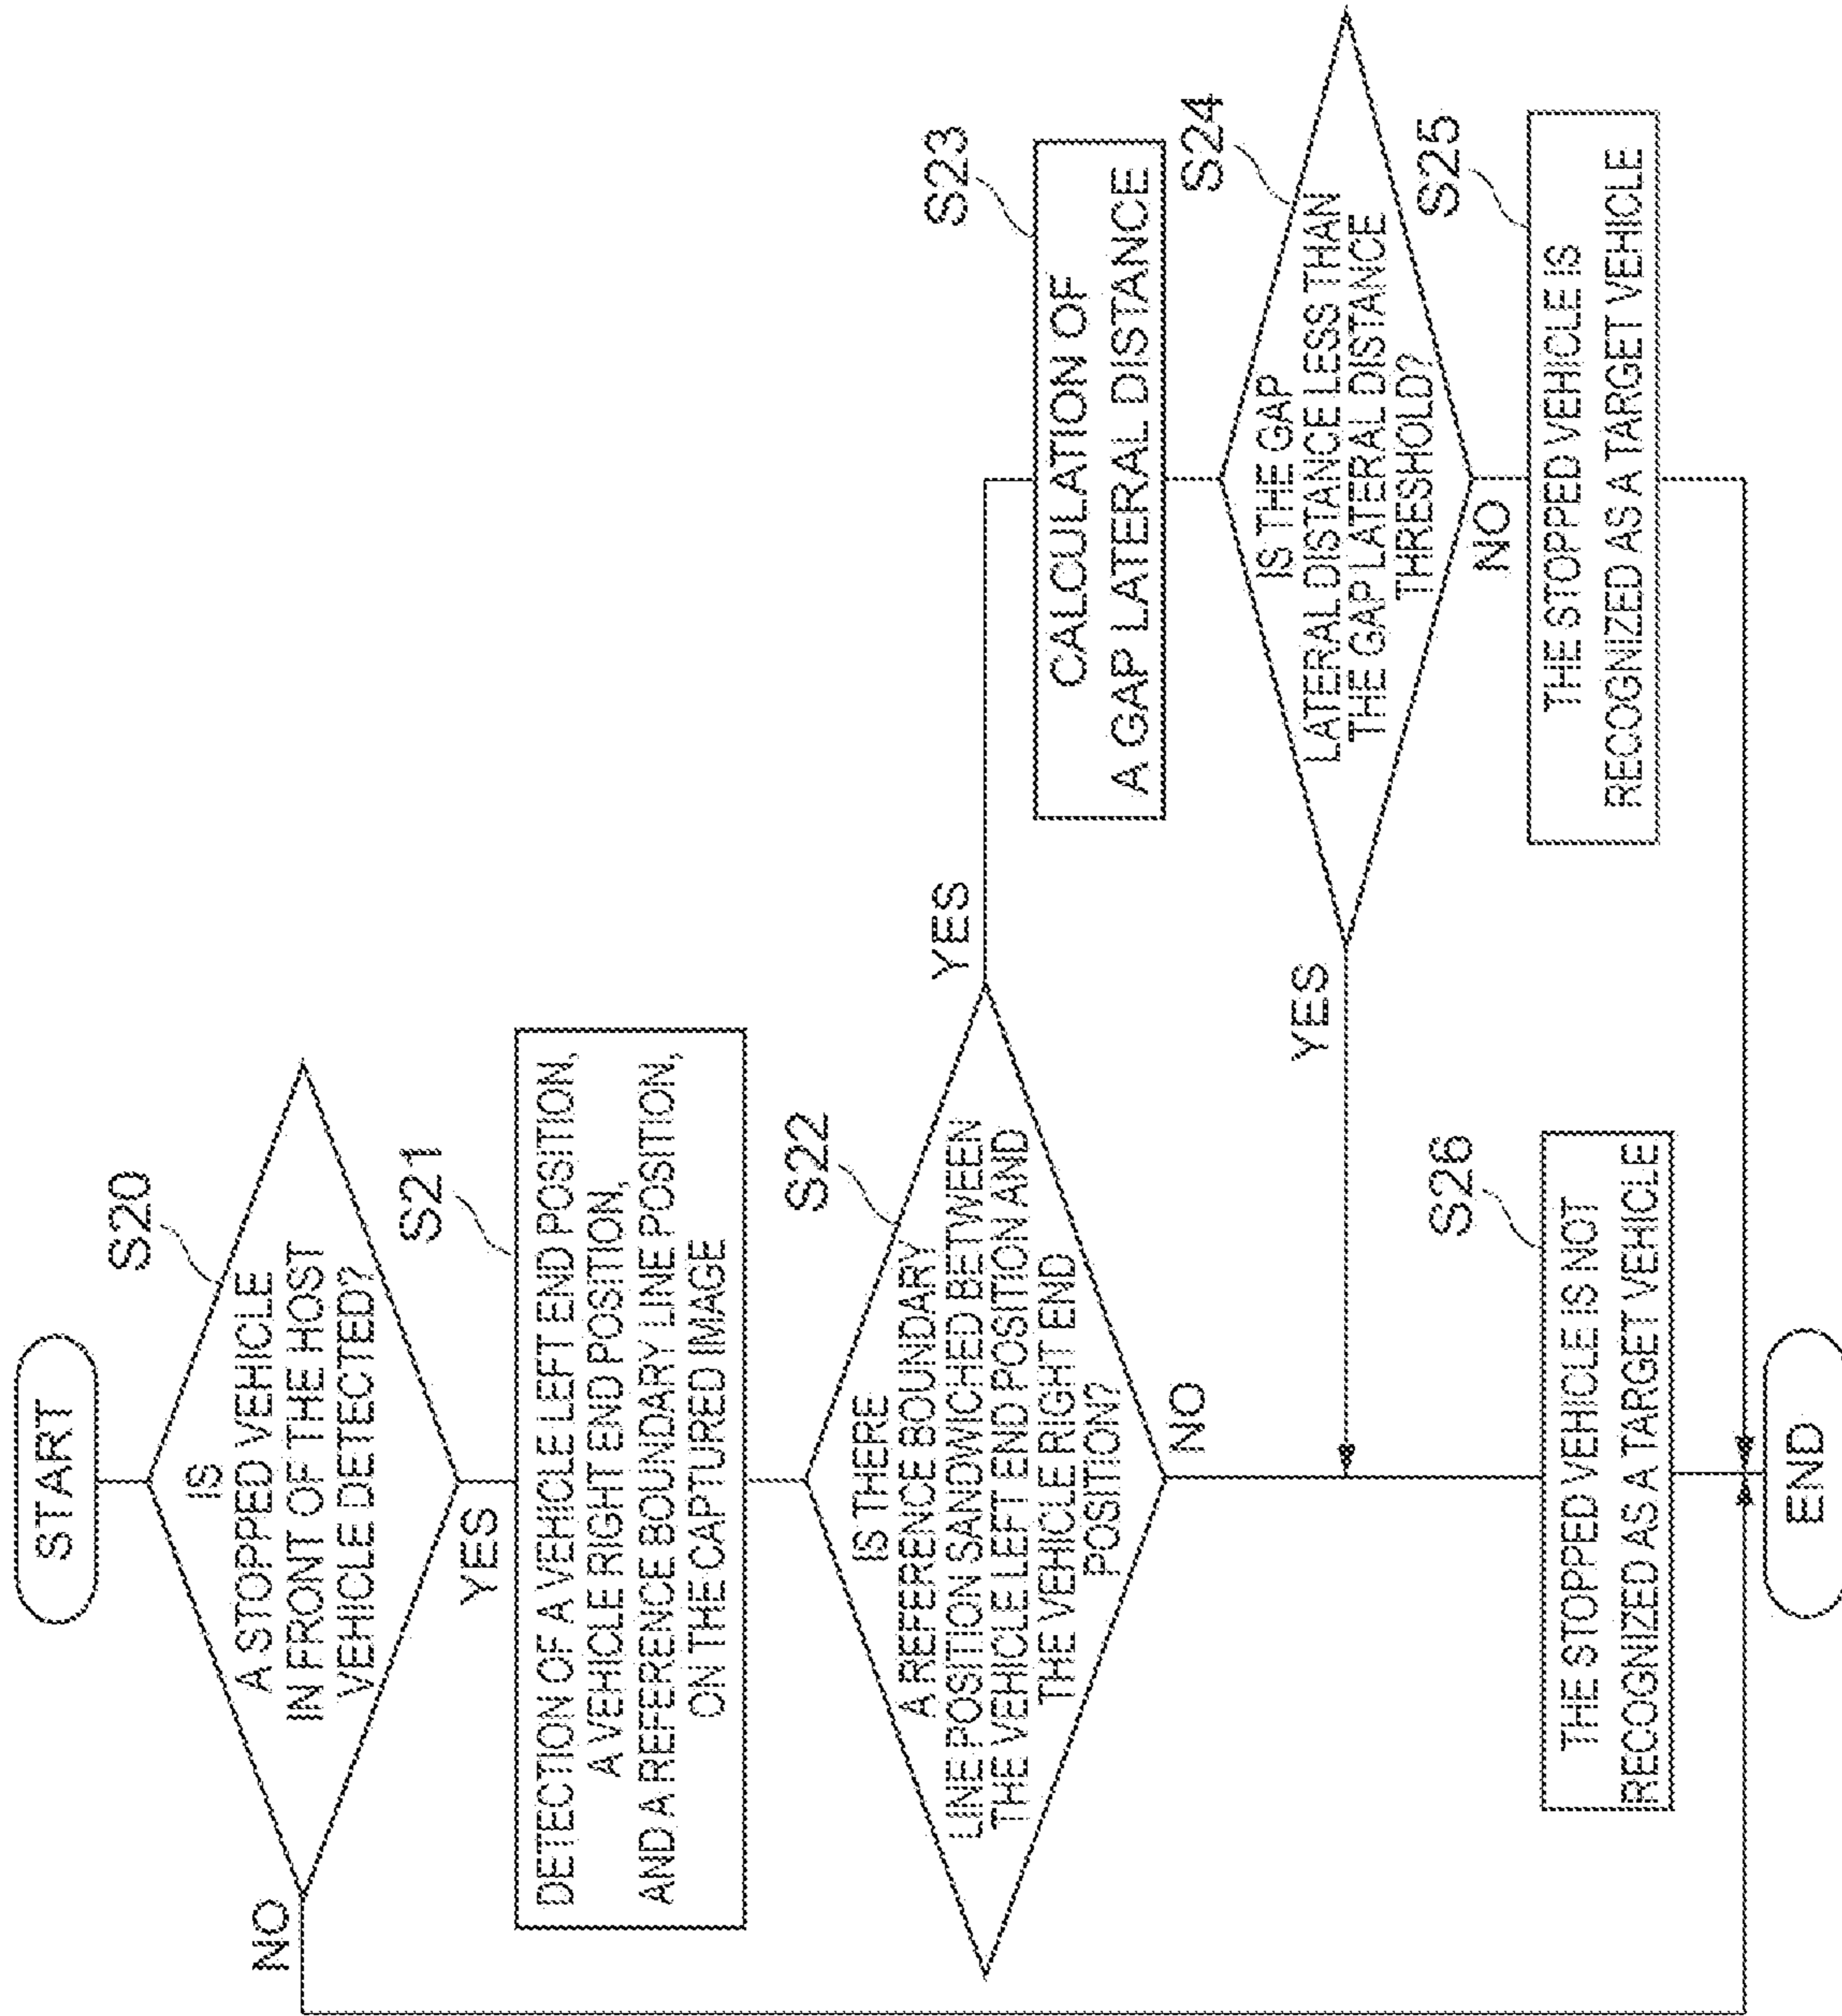 START
S20
IS
A STOPPED VEHICLE
IN FRONT OF THE HOST
VEHICLE DETECTED?
NO
YES
S21
DETECTION OF A VEHICLE LEFT END POSITION,
A VEHICLE RIGHT END POSITION,
AND A REFERENCE BOUNDARY LINE POSITION,
ON THE CAPTURED IMAGE
S22
IS THERE
A REFERENCE BOUNDARY
LINE POSITION SANDWICHED BETWEEN
THE VEHICLE LEFT END POSITION AND
THE VEHICLE RIGHT END
POSITION?
YES
NO
S23
CALCULATION OF
A GAP LATERAL DISTANCE
S24
IS THE GAP
LATERAL DISTANCE LESS THAN
THE GAP LATERAL DISTANCE
THRESHOLD?
YES
NO
S25
THE STOPPED VEHICLE IS
RECOGNIZED AS A TARGET VEHICLE
S26
THE STOPPED VEHICLE IS NOT
RECOGNIZED AS A TARGET VEHICLE
END